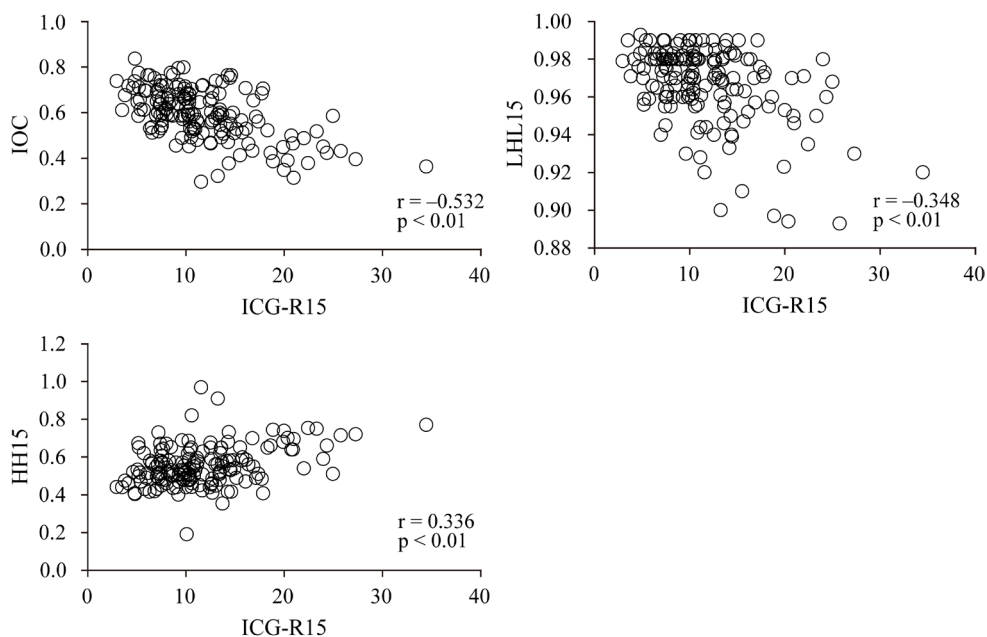 1.0
0.8
0.6
0.4
0.2
0.0
IOC
r = –0.532
p < 0.01
0 10 20 30 40
ICG-R15
1.00
0.98
0.96
0.94
0.92
0.90
0.88
LHL15
r = –0.348
p < 0.01
0 10 20 30 40
ICG-R15
1.2
1.0
0.8
0.6
0.4
0.2
0.0
HH15
r = 0.336
p < 0.01
0 10 20 30 40
ICG-R15